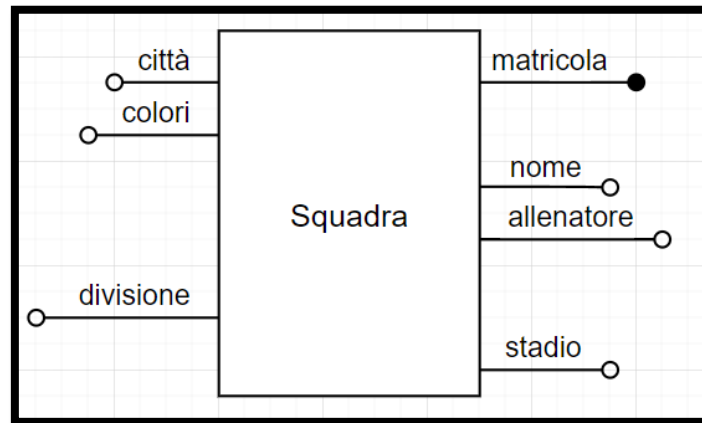 città
colori
divisione
Squadra
matricola
nome
allenatore
stadio